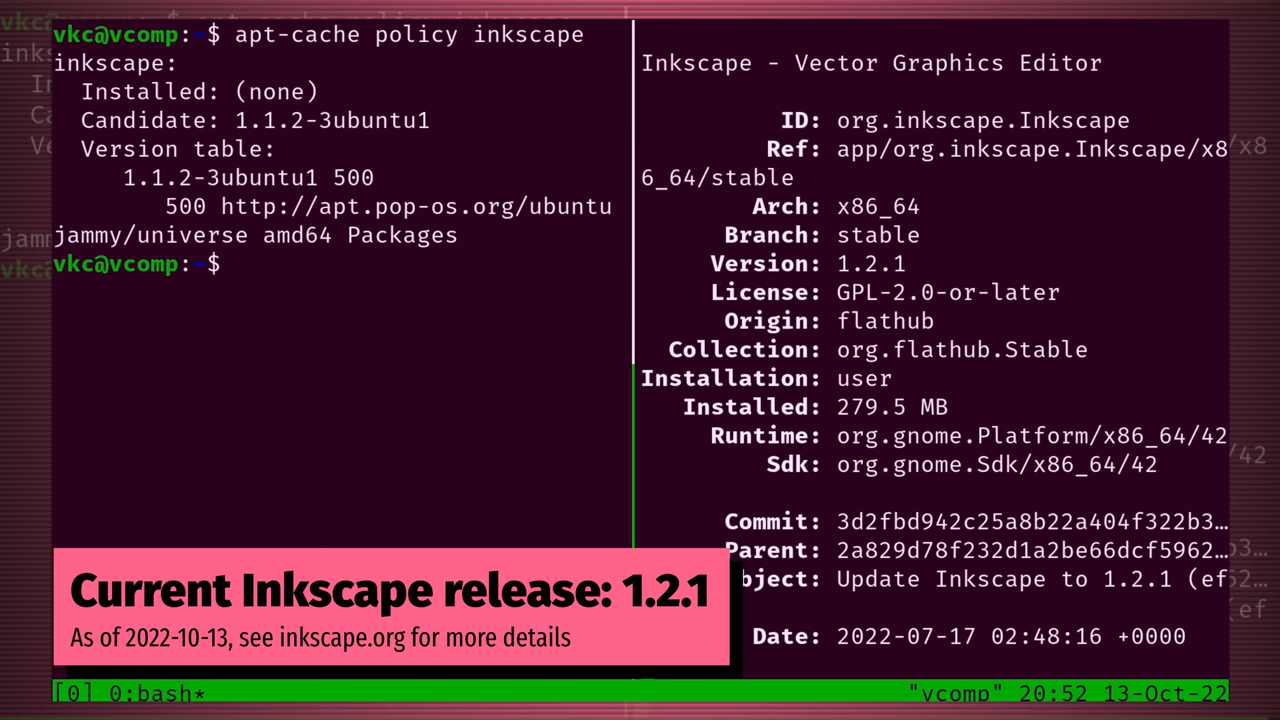 vkc@vcomp:~$ apt-cache policy inkscape
inkscape:
  Installed: (none)
  Candidate: 1.1.2-3ubuntu1
  Version table:
     1.1.2-3ubuntu1 500
        500 http://apt.pop-os.org/ubuntu
jammy/universe amd64 Packages
vkc@vcomp:~$
Inkscape - Vector Graphics Editor
ID: org.inkscape.Inkscape
Ref: app/org.inkscape.Inkscape/x8
6_64/stable
Arch: x86_64
Branch: stable
Version: 1.2.1
License: GPL-2.0-or-later
Origin: flathub
Collection: org.flathub.Stable
Installation: user
Installed: 279.5 MB
Runtime: org.gnome.Platform/x86_64/42
Sdk: org.gnome.Sdk/x86_64/42
Commit: 3d2fbd942c25a8b22a404f322b3…
Parent: 2a829d78f232d1a2be66dcf5962…
bject: Update Inkscape to 1.2.1 (ef
Date: 2022-07-17 02:48:16 +0000
Current Inkscape release: 1.2.1
As of 2022-10-13, see inkscape.org for more details
[0] 0:bash* "vcomp" 20:52 13-Oct-22